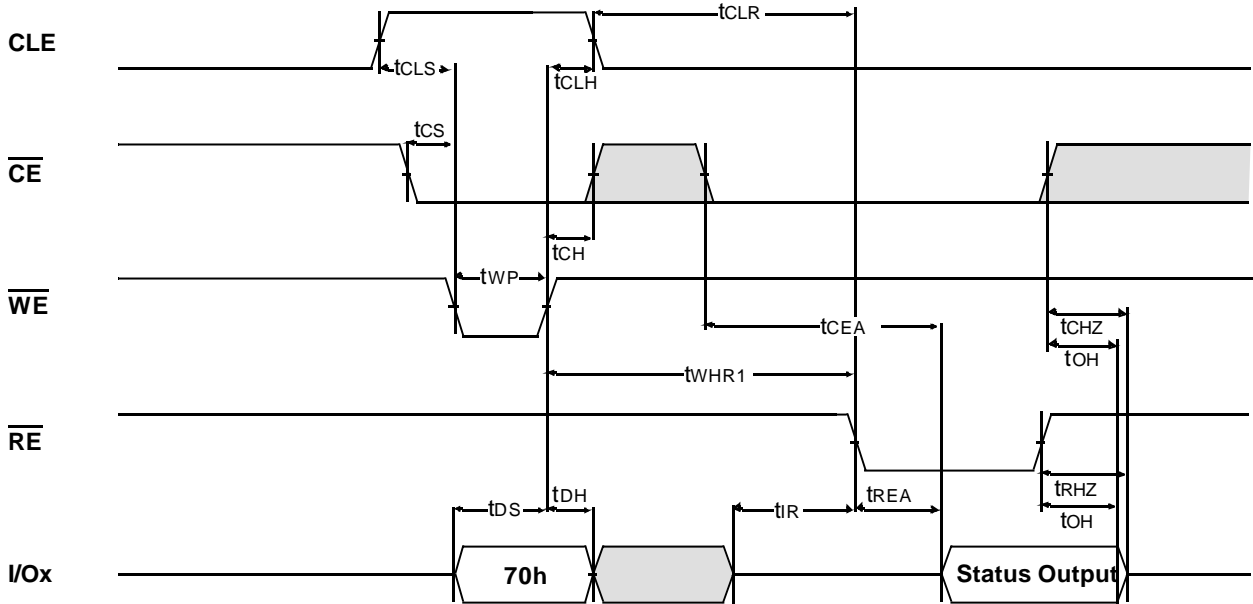 tCLR
CLE
tCLS
tCLH
tCS
CE
tCH
tWP
WE
tCEA
tCHZ
tOH
tWHR1
RE
tDH
tREA
tRHZ
tDS
tIR
tOH
I/Ox
70h
Status Output